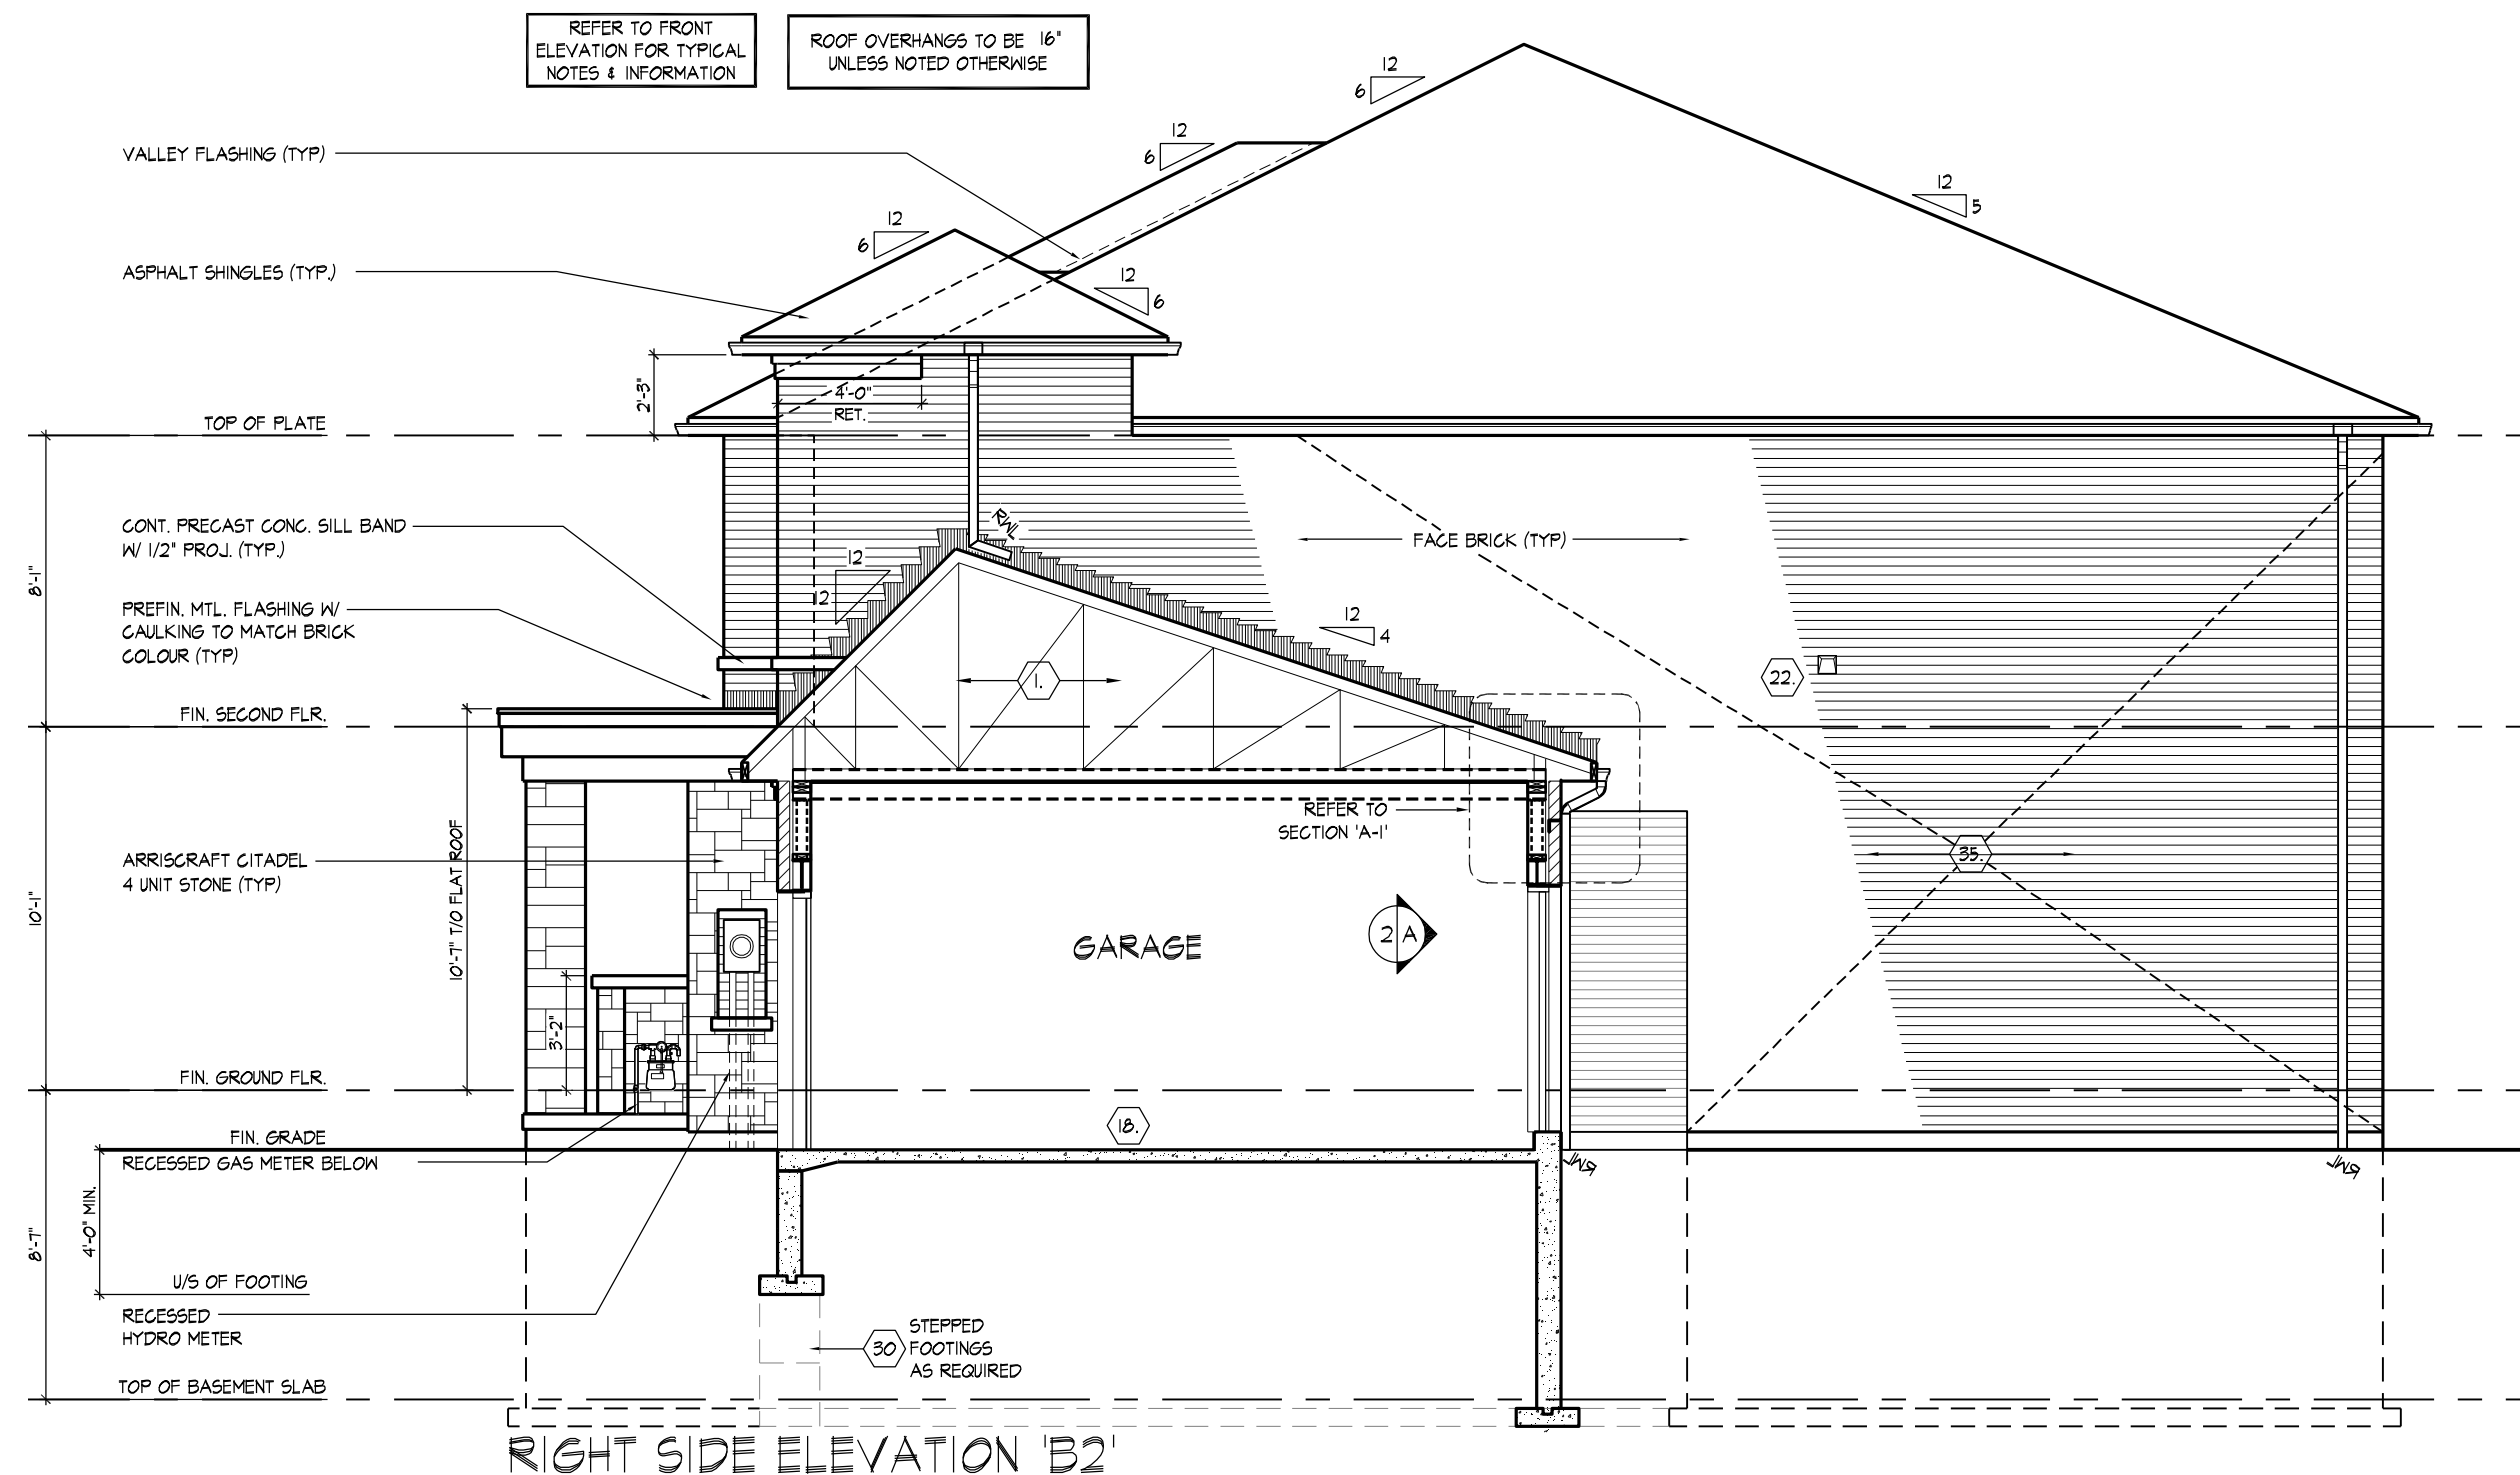 REFER TO FRONT
ELEVATION FOR TYPICAL
NOTES & INFORMATION
ROOF OVERHANGS TO BE 16"
UNLESS NOTED OTHERWISE
12
6
12
6
VALLEY FLASHING (TYP)
12
5
12
6
ASPHALT SHINGLES (TYP.)
12
6
2'-3"
4'-0"
RET.
TOP OF PLATE
CONT. PRECAST CONC. SILL BAND
W/ 1/2" PROJ. (TYP.)
RWL
FACE BRICK (TYP)
8'-1"
12
12
PREFIN. MTL. FLASHING W/
CAULKING TO MATCH BRICK
COLOUR (TYP)
12
4
1.
22.
FIN. SECOND FLR.
REFER TO
SECTION 'A-1'
ARRISCRAFT CITADEL
4 UNIT STONE (TYP)
35.
10'-1"
10'-7" T/O FLAT ROOF
GARAGE
2 A
3'-2"
FIN. GROUND FLR.
18.
FIN. GRADE
RECESSED GAS METER BELOW
RWL
RWL
4'-0" MIN.
8'-7"
U/S OF FOOTING
RECESSED
HYDRO METER
30
STEPPED
FOOTINGS
AS REQUIRED
TOP OF BASEMENT SLAB
RIGHT SIDE ELEVATION 'B2'